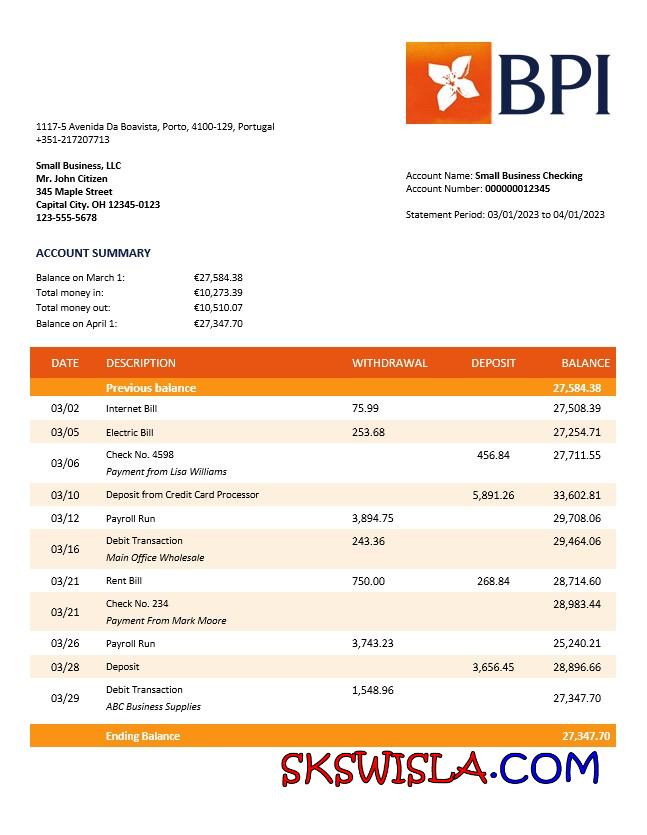 BPI
1117-5 Avenida Da Boavista, Porto, 4100-129, Portugal
+351-217207713
Small Business, LLC
Mr. John Citizen
345 Maple Street
Capital City. OH 12345-0123
123-555-5678
Account Name: Small Business Checking
Account Number: 000000012345
Statement Period: 03/01/2023 to 04/01/2023
ACCOUNT SUMMARY
Balance on March 1: €27,584.38
Total money in: €10,273.39
Total money out: €10,510.07
Balance on April 1: €27,347.70
DATE DESCRIPTION WITHDRAWAL DEPOSIT BALANCE
Previous balance 27,584.38
03/02 Internet Bill 75.99 27,508.39
03/05 Electric Bill 253.68 27,254.71
03/06 Check No. 4598 456.84 27,711.55
Payment from Lisa Williams
03/10 Deposit from Credit Card Processor 5,891.26 33,602.81
03/12 Payroll Run 3,894.75 29,708.06
03/16 Debit Transaction 243.36 29,464.06
Main Office Wholesale
03/21 Rent Bill 750.00 268.84 28,714.60
03/21 Check No. 234 28,983.44
Payment From Mark Moore
03/26 Payroll Run 3,743.23 25,240.21
03/28 Deposit 3,656.45 28,896.66
03/29 Debit Transaction 1,548.96 27,347.70
ABC Business Supplies
Ending Balance 27,347.70
SKSWISLA.COM